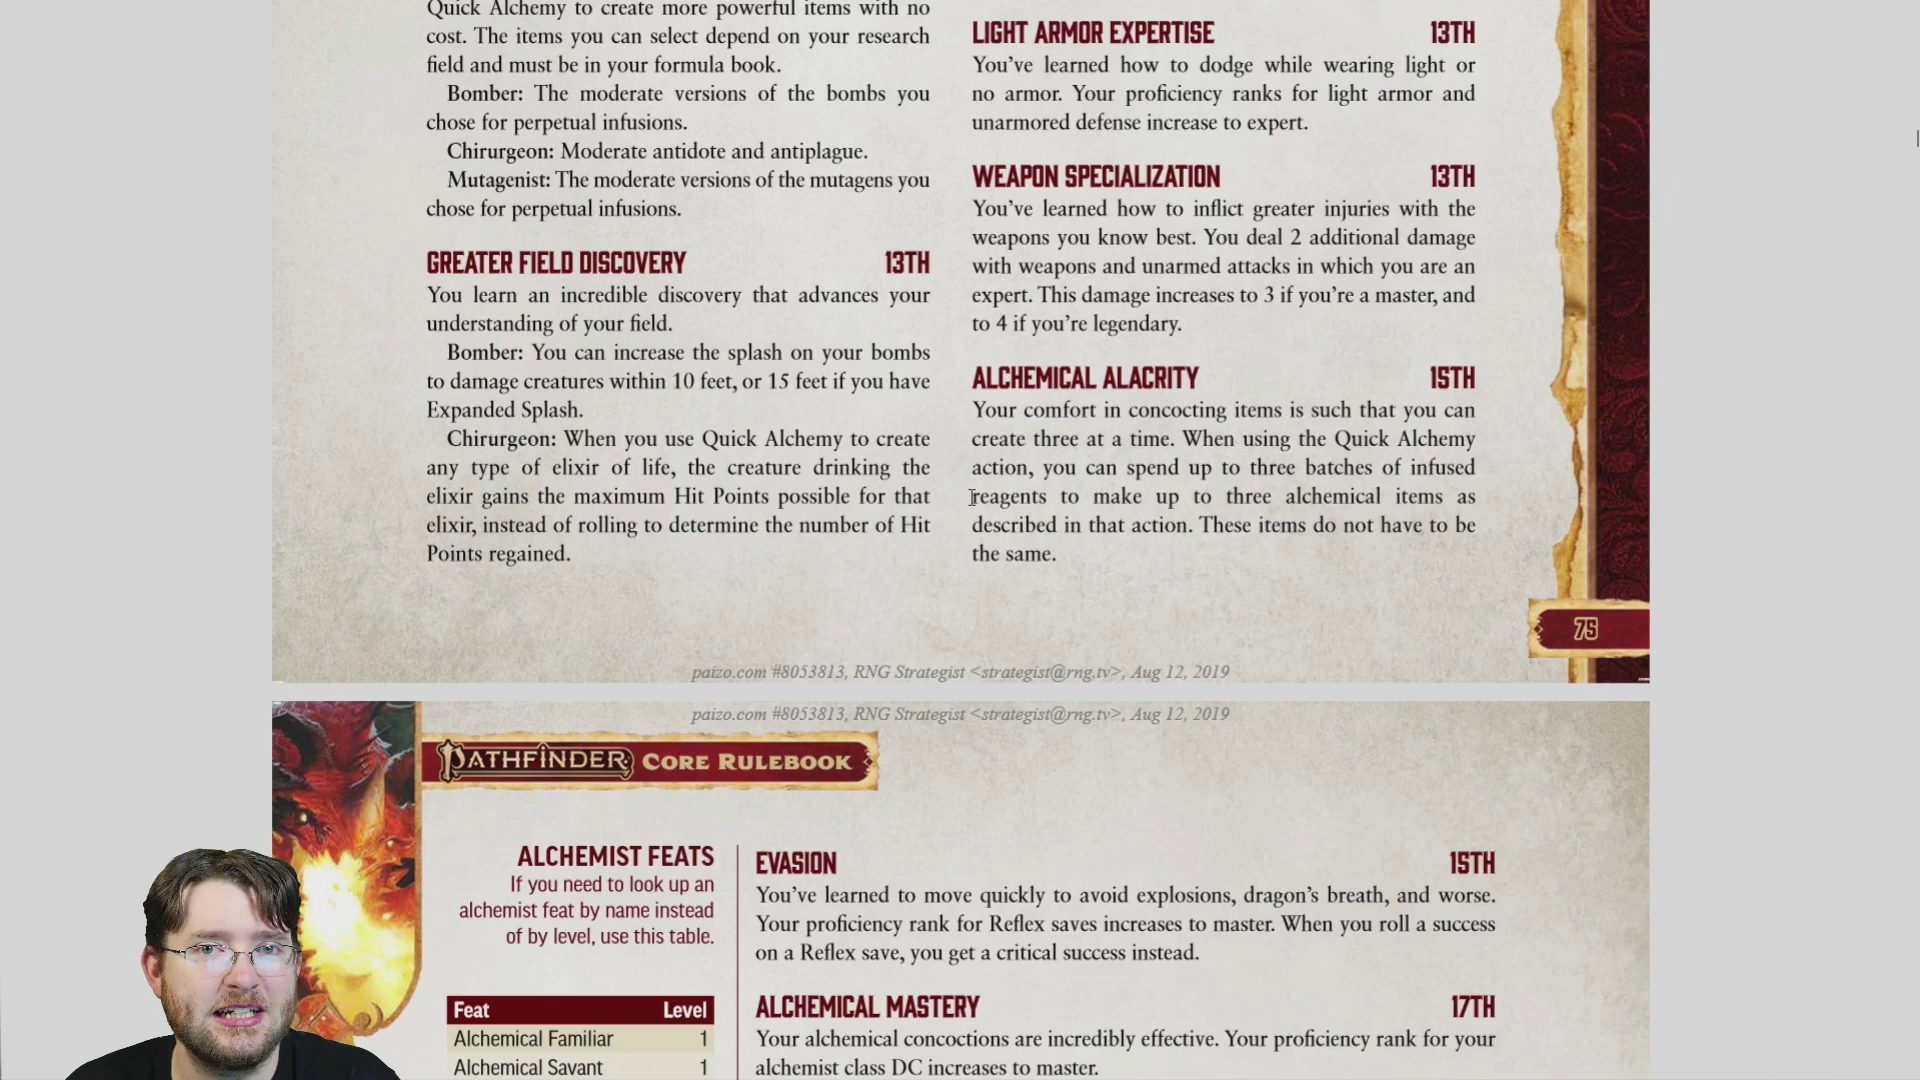 Quick Alchemy to create more powerful items with no
cost. The items you can select depend on your research
field and must be in your formula book.
Bomber: The moderate versions of the bombs you
chose for perpetual infusions.
Chirurgeon: Moderate antidote and antiplague.
Mutagenist: The moderate versions of the mutagens you
chose for perpetual infusions.
GREATER FIELD DISCOVERY 13TH
You learn an incredible discovery that advances your
understanding of your field.
Bomber: You can increase the splash on your bombs
to damage creatures within 10 feet, or 15 feet if you have
Expanded Splash.
Chirurgeon: When you use Quick Alchemy to create
any type of elixir of life, the creature drinking the
elixir gains the maximum Hit Points possible for that
elixir, instead of rolling to determine the number of Hit
Points regained.
LIGHT ARMOR EXPERTISE 13TH
You've learned how to dodge while wearing light or
no armor. Your proficiency ranks for light armor and
unarmored defense increase to expert.
WEAPON SPECIALIZATION 13TH
You've learned how to inflict greater injuries with the
weapons you know best. You deal 2 additional damage
with weapons and unarmed attacks in which you are an
expert. This damage increases to 3 if you're a master, and
to 4 if you're legendary.
ALCHEMICAL ALACRITY 15TH
Your comfort in concocting items is such that you can
create three at a time. When using the Quick Alchemy
action, you can spend up to three batches of infused
reagents to make up to three alchemical items as
described in that action. These items do not have to be
the same.
75
paizo.com #8053813, RNG Strategist <strategist@rng.tv>, Aug 12, 2019
paizo.com #8053813, RNG Strategist <strategist@rng.tv>, Aug 12, 2019
PATHFINDER CORE RULEBOOK
ALCHEMIST FEATS
If you need to look up an
alchemist feat by name instead
of by level, use this table.
Feat Level
Alchemical Familiar 1
Alchemical Savant 1
EVASION 15TH
You've learned to move quickly to avoid explosions, dragon's breath, and worse.
Your proficiency rank for Reflex saves increases to master. When you roll a success
on a Reflex save, you get a critical success instead.
ALCHEMICAL MASTERY 17TH
Your alchemical concoctions are incredibly effective. Your proficiency rank for your
alchemist class DC increases to master.